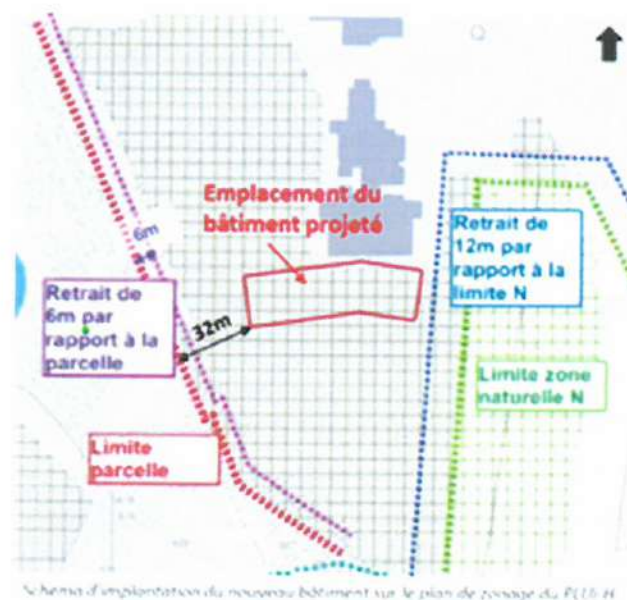 Emplacement du
bâtiment projeté
6m
Retrait de
12m par
rapport à la
limite N
Retrait de
6m par
rapport à la
parcelle
32m
Limite zone
naturelle N
Limite
parcelle
Schéma d'implantation du nouveau bâtiment sur le plan de zonage du PLUi-H